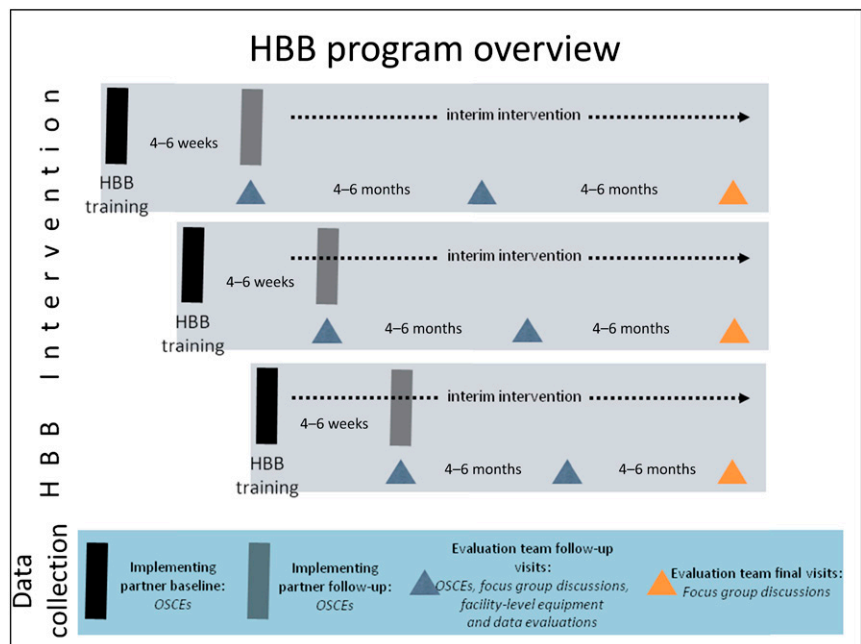 HBB program overview
HBB Intervention
interim intervention
4–6 weeks
HBB
training
4–6 months
4–6 months
interim intervention
4–6 weeks
HBB
training
4–6 months
4–6 months
interim intervention
4–6 weeks
HBB
training
4–6 months
4–6 months
Data
collection
Implementing
partner baseline:
OSCEs
Implementing
partner follow-up:
OSCEs
Evaluation team follow-up
visits:
OSCEs, focus group discussions,
facility-level equipment
and data evaluations
Evaluation team final visits:
Focus group discussions